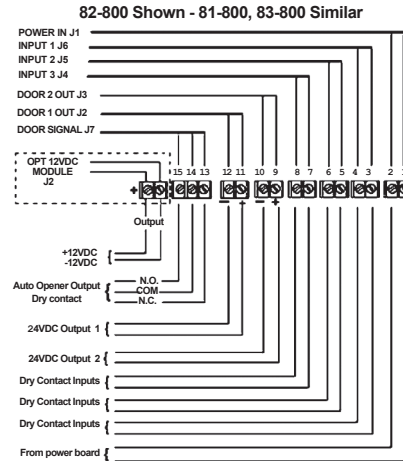 82-800 Shown - 81-800, 83-800 Similar
POWER IN J1
INPUT 1 J6
INPUT 2 J5
INPUT 3 J4
DOOR 2 OUT J3
DOOR 1 OUT J2
DOOR SIGNAL J7
OPT 12VDC
MODULE
J2
15 14 13 12 11 10 9 8 7 6 5 4 3 2
+
- + - +
Output
+12VDC
-12VDC
Auto Opener Output
Dry contact
N.O.
COM
N.C.
24VDC Output 1
24VDC Output 2
Dry Contact Inputs
Dry Contact Inputs
Dry Contact Inputs
From power board